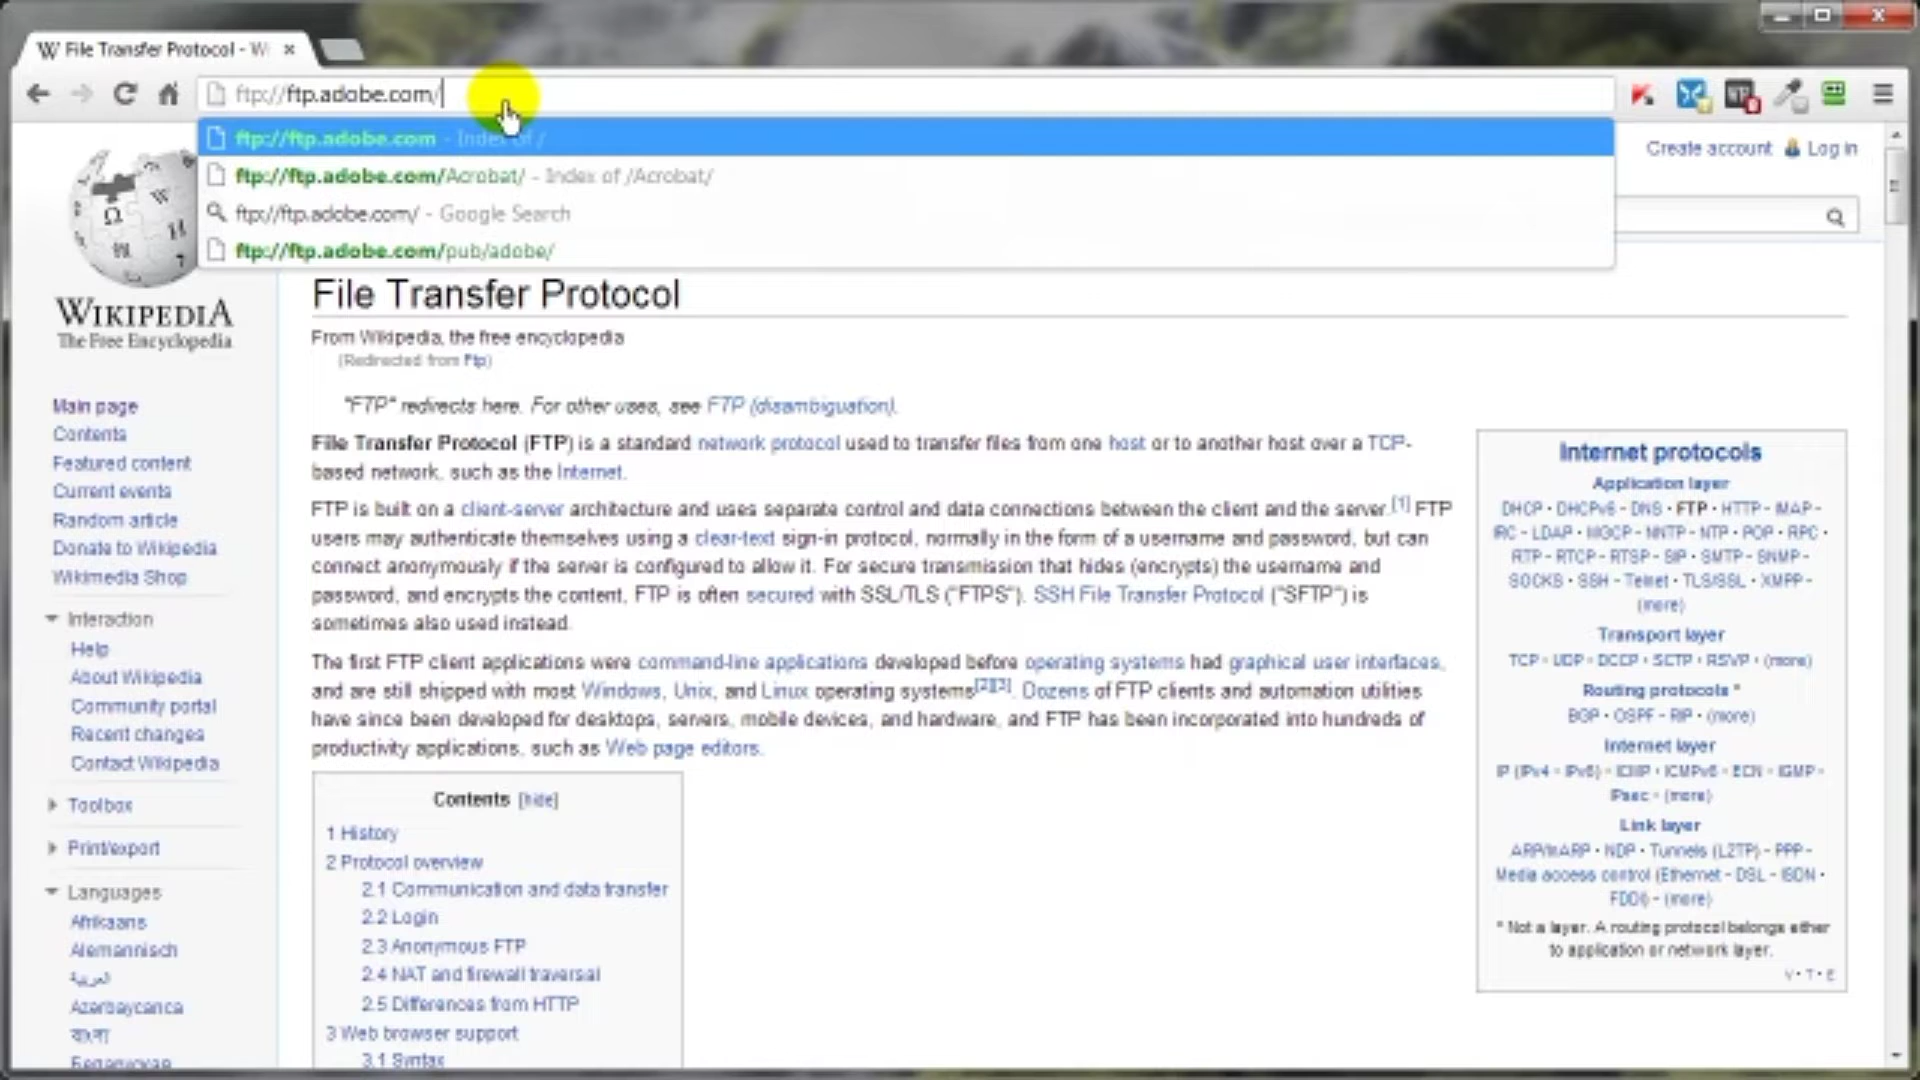 File Transfer Protocol - W
ftp://ftp.adobe.com/
ftp://ftp.adobe.com - Index of /
ftp://ftp.adobe.com/Acrobat/ - Index of /Acrobat/
ftp://ftp.adobe.com/ - Google Search
ftp://ftp.adobe.com/pub/adobe/
Create account Log in
WIKIPEDIA
The Free Encyclopedia
Main page
Contents
Featured content
Current events
Random article
Donate to Wikipedia
Wikimedia Shop
Interaction
Help
About Wikipedia
Community portal
Recent changes
Contact Wikipedia
Toolbox
Print/export
Languages
Afrikaans
Alemannisch
العربية
Azərbaycanca
বাংলা
File Transfer Protocol
From Wikipedia, the free encyclopedia
(Redirected from Ftp)
"FTP" redirects here. For other uses, see FTP (disambiguation).
File Transfer Protocol (FTP) is a standard network protocol used to transfer files from one host or to another host over a TCP-
based network, such as the Internet.
FTP is built on a client-server architecture and uses separate control and data connections between the client and the server.[1] FTP
users may authenticate themselves using a clear-text sign-in protocol, normally in the form of a username and password, but can
connect anonymously if the server is configured to allow it. For secure transmission that hides (encrypts) the username and
password, and encrypts the content, FTP is often secured with SSL/TLS ("FTPS"). SSH File Transfer Protocol ("SFTP") is
sometimes also used instead.
The first FTP client applications were command-line applications developed before operating systems had graphical user interfaces,
and are still shipped with most Windows, Unix, and Linux operating systems[2][3]. Dozens of FTP clients and automation utilities
have since been developed for desktops, servers, mobile devices, and hardware, and FTP has been incorporated into hundreds of
productivity applications, such as Web page editors.
Contents [hide]
1 History
2 Protocol overview
2.1 Communication and data transfer
2.2 Login
2.3 Anonymous FTP
2.4 NAT and firewall traversal
2.5 Differences from HTTP
3 Web browser support
3.1 Syntax
Internet protocols
Application layer
DHCP · DHCPv6 · DNS · FTP · HTTP · IMAP ·
IRC · LDAP · MGCP · NNTP · NTP · POP · RPC ·
RTP · RTCP · RTSP · SIP · SMTP · SNMP ·
SOCKS · SSH · Telnet · TLS/SSL · XMPP ·
(more)
Transport layer
TCP · UDP · DCCP · SCTP · RSVP · (more)
Routing protocols *
BGP · OSPF · RIP · (more)
Internet layer
IP (IPv4 · IPv6) · ICMP · ICMPv6 · ECN · IGMP ·
IPsec · (more)
Link layer
ARP/InARP · NDP · Tunnels (L2TP) · PPP ·
Media access control (Ethernet · DSL · ISDN ·
FDDI) · (more)
* Not a layer. A routing protocol belongs either
to application or network layer.
V · T · E